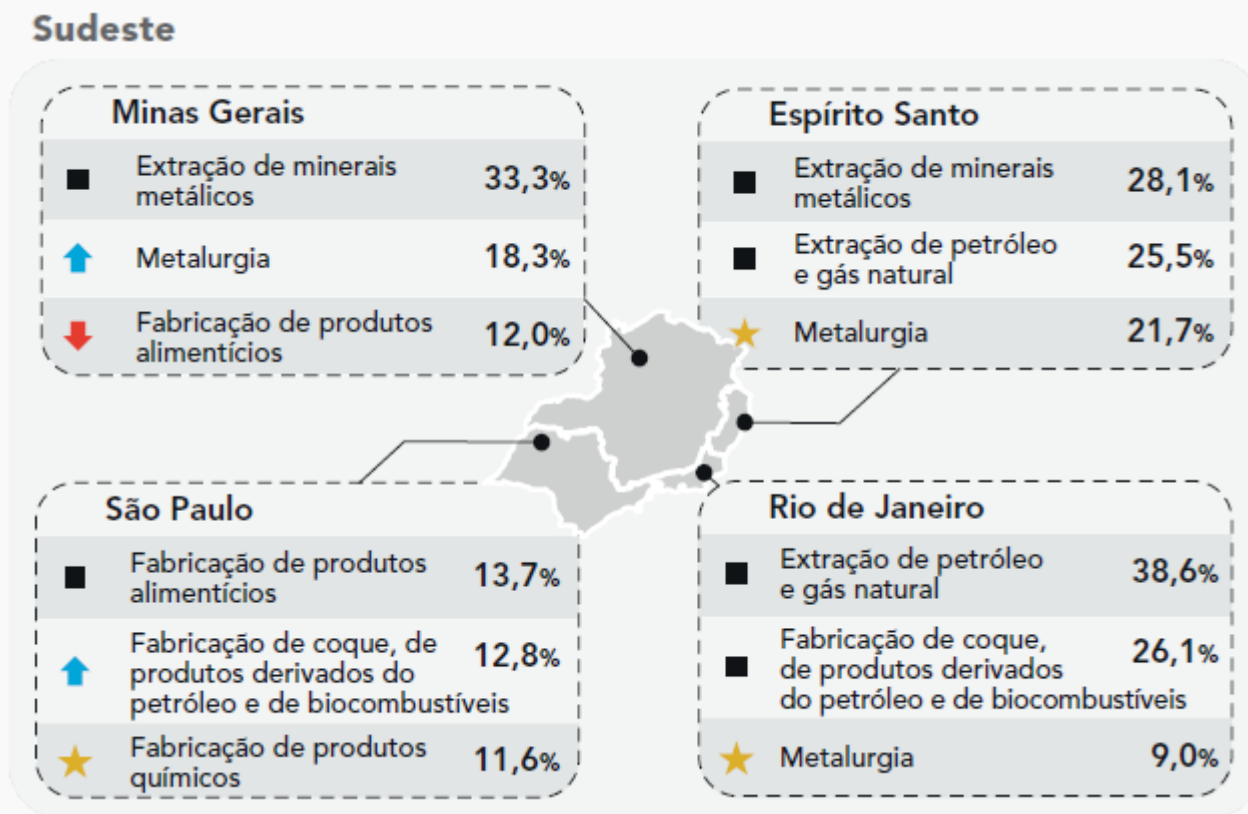 Sudeste
Minas Gerais
Extração de minerais
metálicos
33,3%
Metalurgia
18,3%
Fabricação de produtos
alimentícios
12,0%
Espírito Santo
Extração de minerais
metálicos
28,1%
Extração de petróleo
e gás natural
25,5%
Metalurgia
21,7%
São Paulo
Fabricação de produtos
alimentícios
13,7%
Fabricação de coque, de
produtos derivados do
petróleo e de biocombustíveis
12,8%
Fabricação de produtos
químicos
11,6%
Rio de Janeiro
Extração de petróleo
e gás natural
38,6%
Fabricação de coque,
de produtos derivados
do petróleo e de biocombustíveis
26,1%
Metalurgia
9,0%